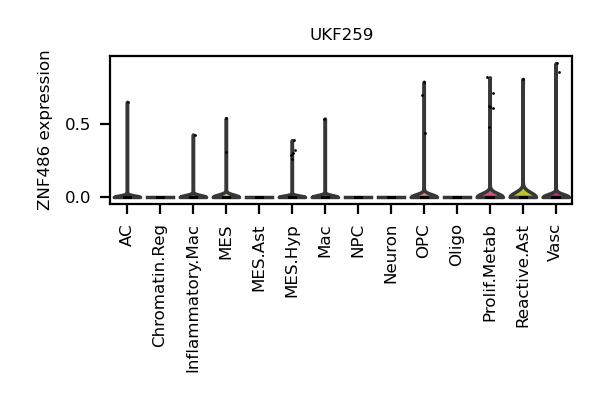 UKF259
ZNF486 expression
0.5
0.0
AC
Chromatin.Reg
Inflammatory.Mac
MES
MES.Ast
MES.Hyp
Mac
NPC
Neuron
OPC
Oligo
Prolif.Metab
Reactive.Ast
Vasc